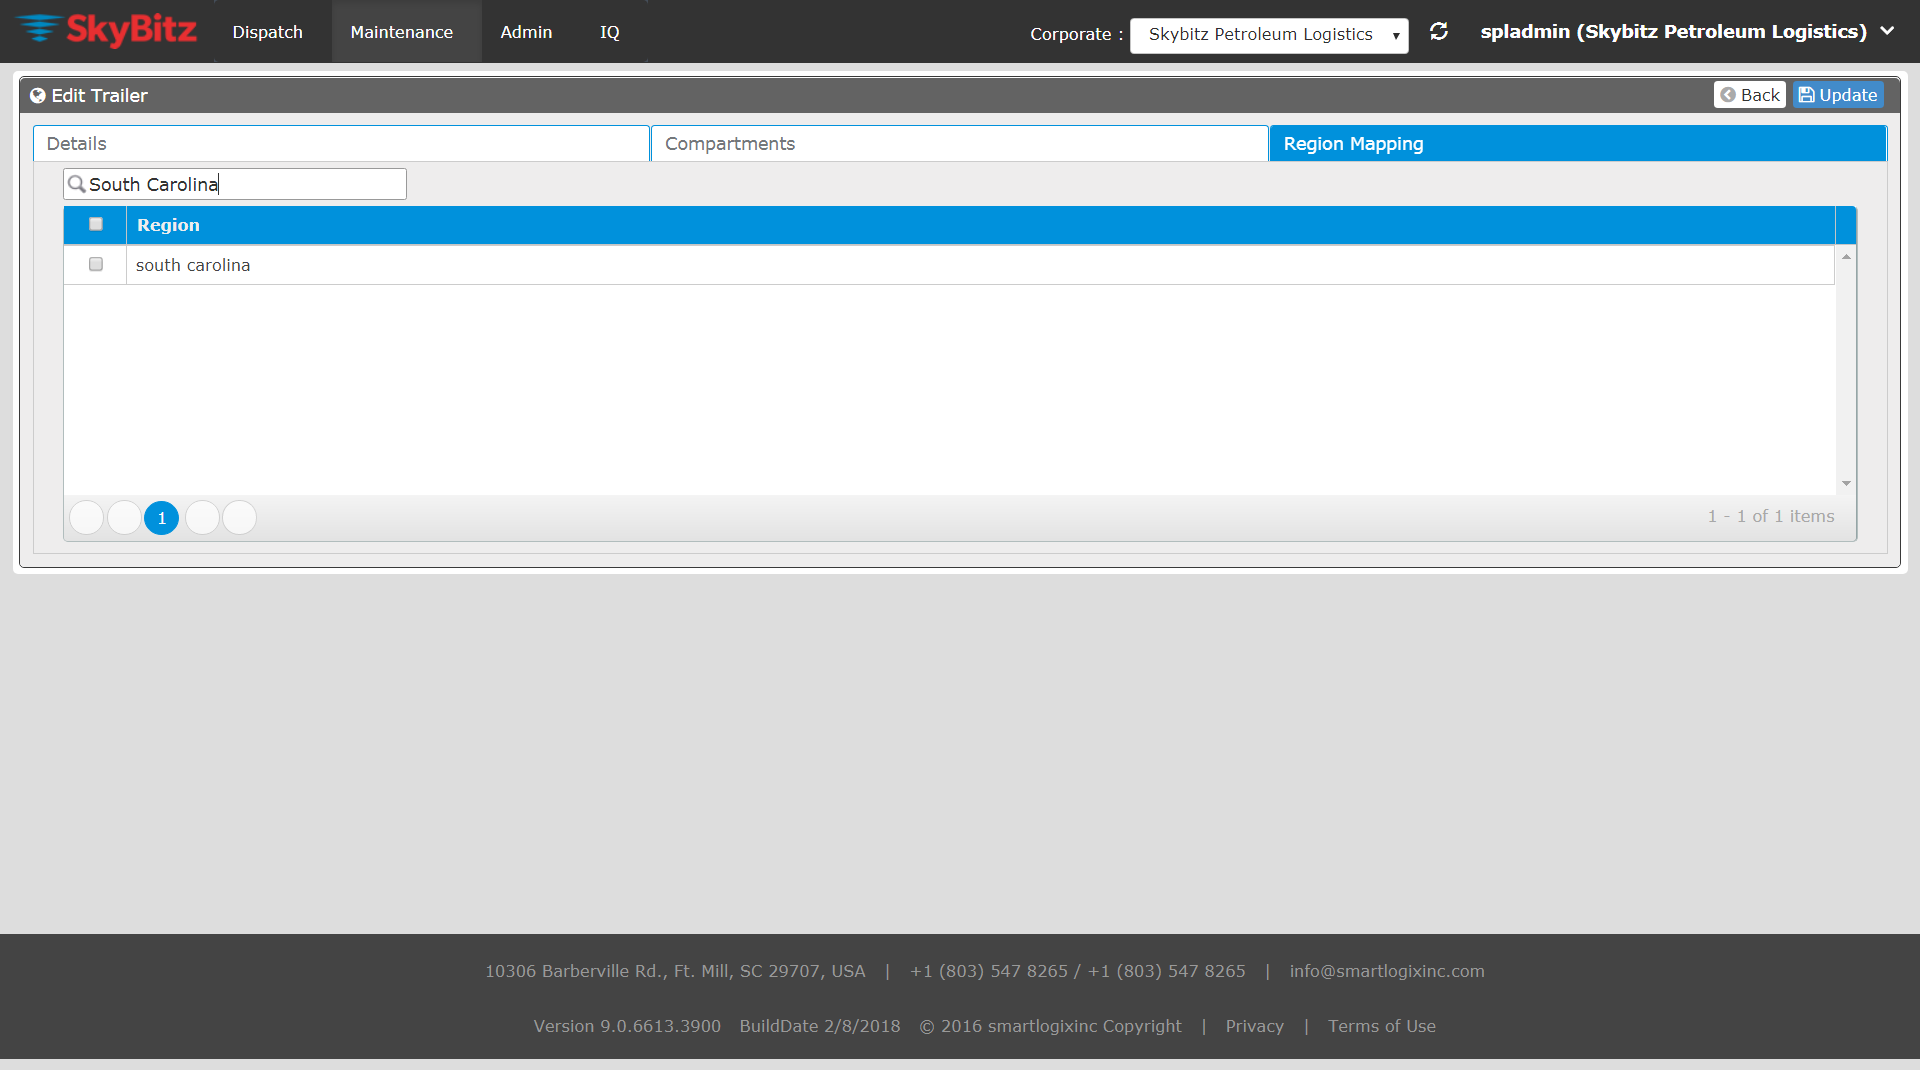 SkyBitz Dispatch Maintenance Admin IQ Corporate : Skybitz Petroleum Logistics spladmin (Skybitz Petroleum Logistics)
Edit Trailer Back Update
Details Compartments Region Mapping
South Carolina
Region
south carolina
1 1 - 1 of 1 items
10306 Barberville Rd., Ft. Mill, SC 29707, USA | +1 (803) 547 8265 / +1 (803) 547 8265 | info@smartlogixinc.com
Version 9.0.6613.3900 BuildDate 2/8/2018 © 2016 smartlogixinc Copyright | Privacy | Terms of Use